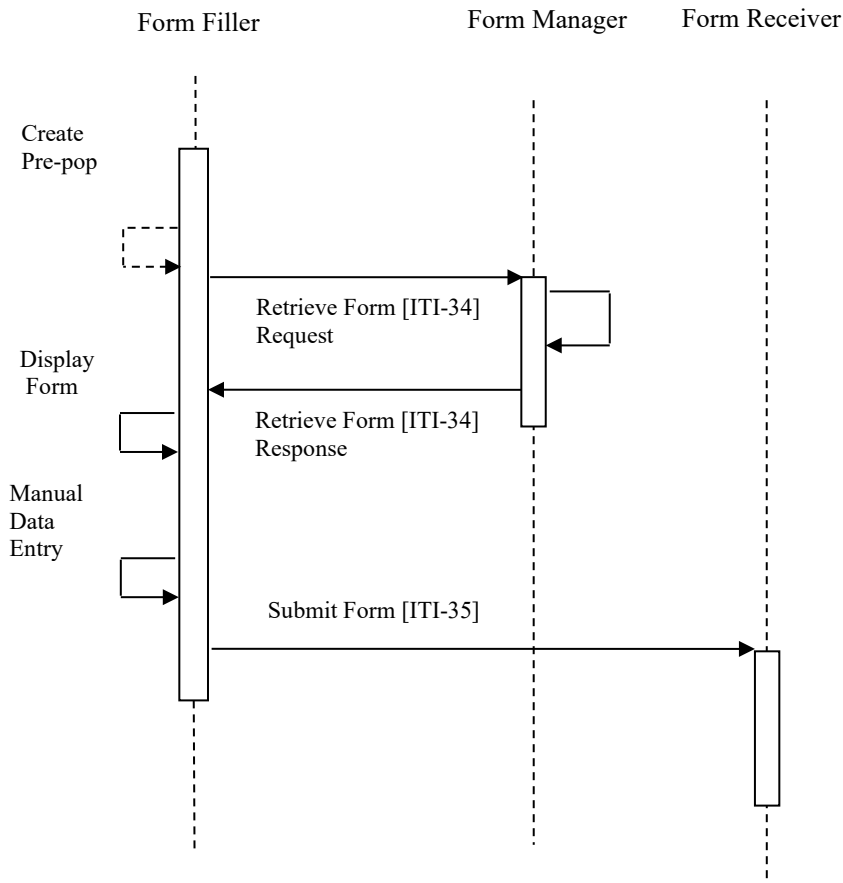 Form Filler
Form Manager
Form Receiver
Create
Pre-pop
Retrieve Form [ITI-34]
Request
Display
Form
Retrieve Form [ITI-34]
Response
Manual
Data
Entry
Submit Form [ITI-35]